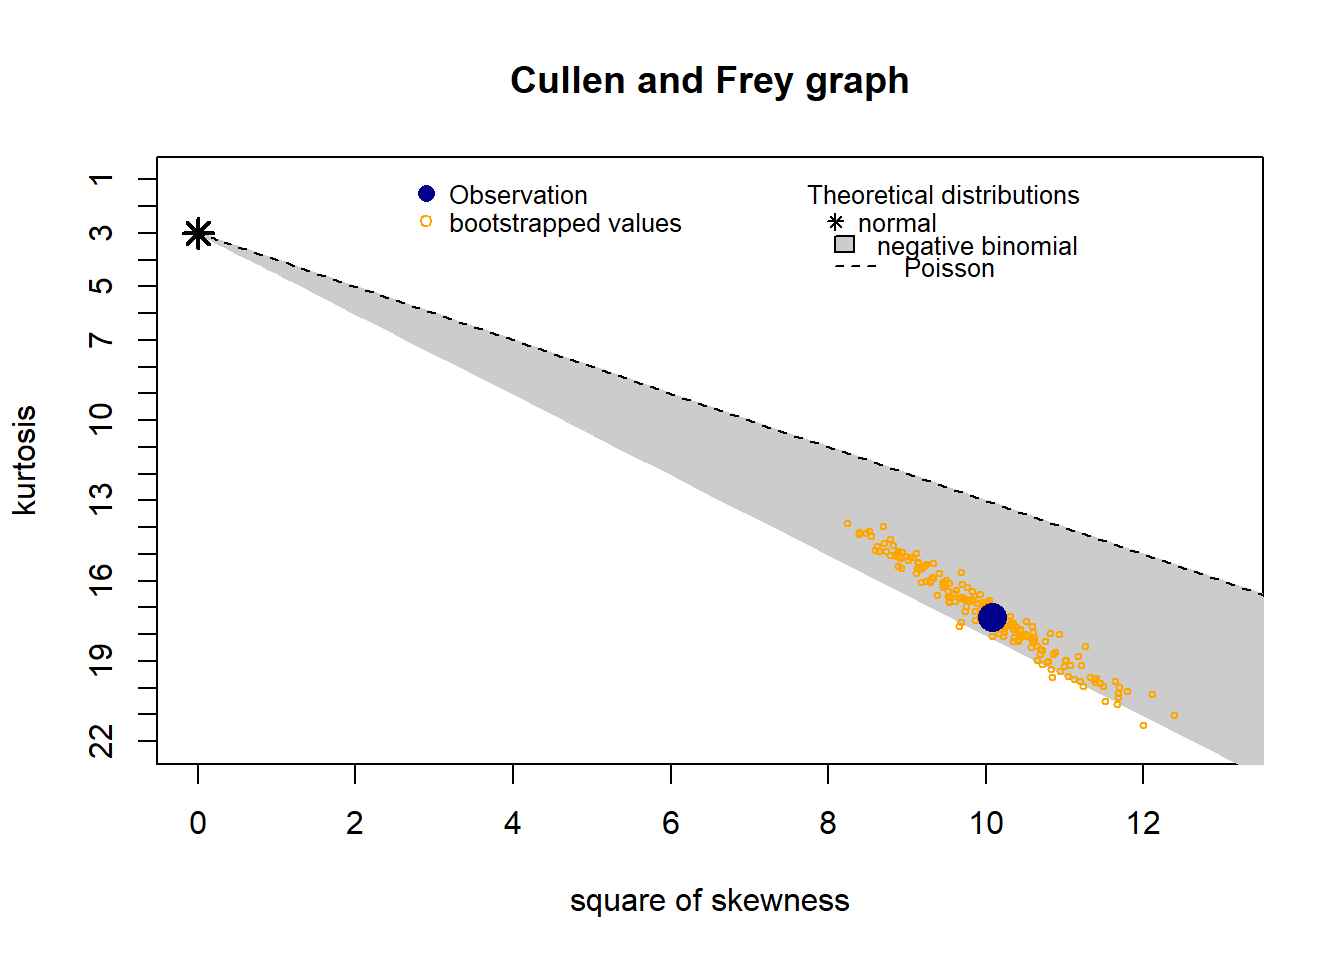 Cullen and Frey graph
Observation
bootstrapped values
Theoretical distributions
normal
negative binomial
Poisson
kurtosis
1
3
5
7
10
13
16
19
22
0 2 4 6 8 10 12
square of skewness